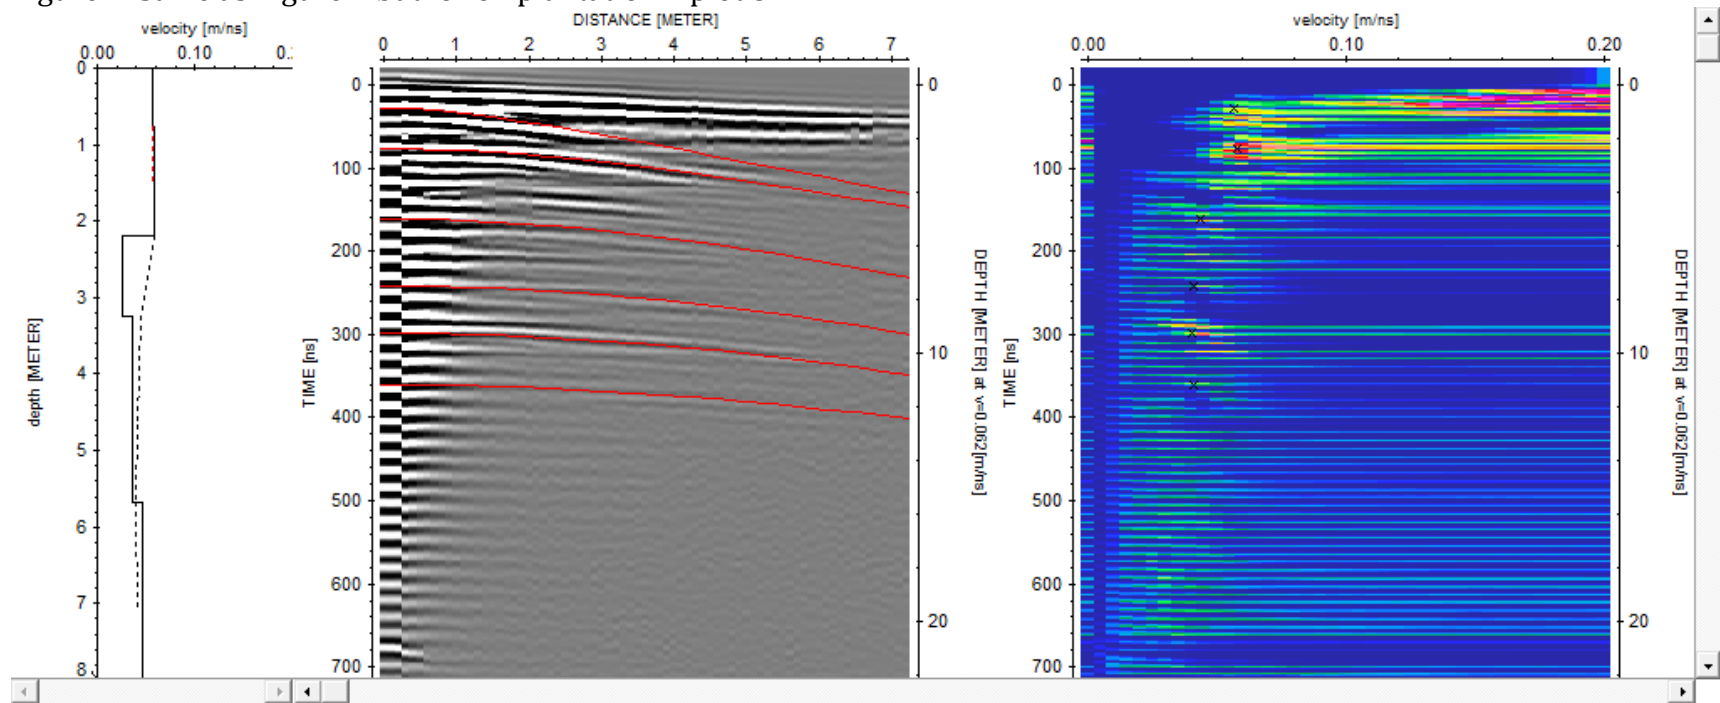 velocity [m/ns]
0.00 0.10 0.:
0
1
2
3
4
5
6
7
8
depth [METER]
DISTANCE [METER]
0 1 2 3 4 5 6 7
0
100
200
300
400
500
600
700
TIME [ns]
0
10
20
DEPTH [METER] at v=0.062[m/ns]
velocity [m/ns]
0.00 0.10 0.20
0
100
200
300
400
500
600
700
TIME [ns]
0
10
20
DEPTH [METER] at v=0.062[m/ns]